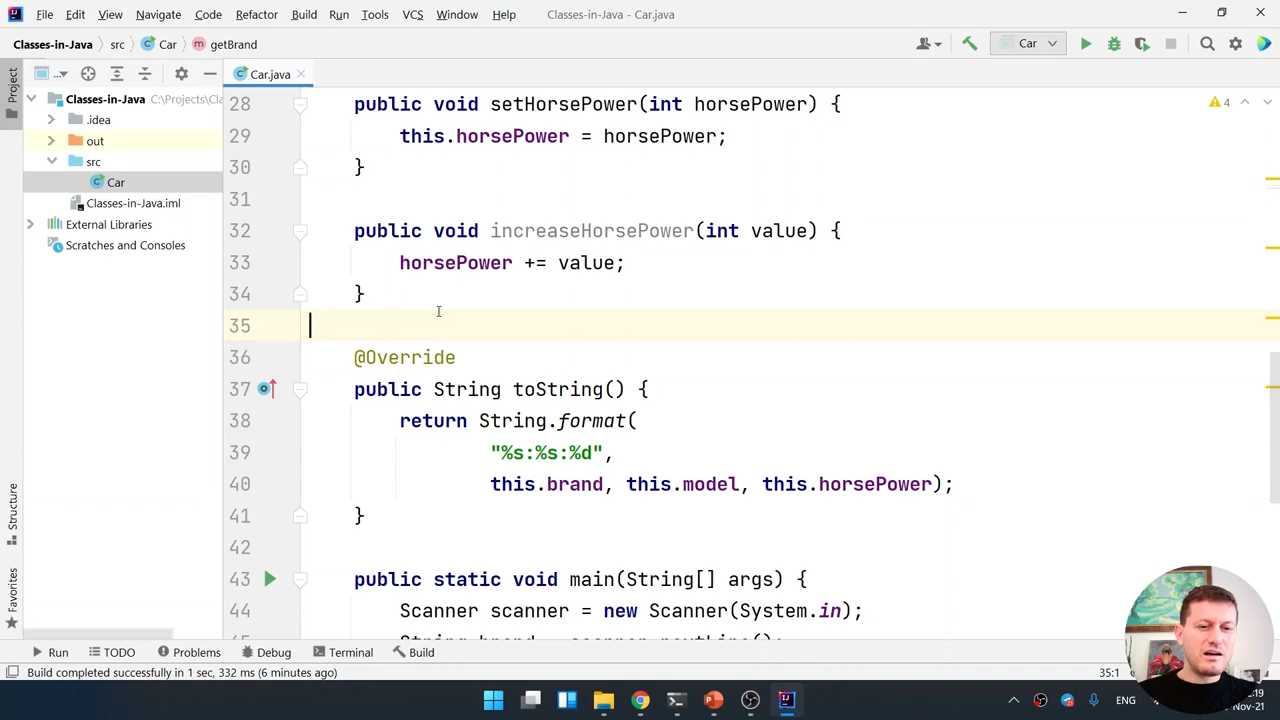 File Edit View Navigate Code Refactor Build Run Tools VCS Window Help Classes-in-Java - Car.java
Classes-in-Java src Car getBrand Car
Project ... Car.java
Classes-in-Java C:\Projects\Cla
.idea
out
src
Car
Classes-in-Java.iml
External Libraries
Scratches and Consoles
4
28 public void setHorsePower(int horsePower) {
29 this.horsePower = horsePower;
30 }
31
32 public void increaseHorsePower(int value) {
33 horsePower += value;
34 }
35
36 @Override
37 public String toString() {
38 return String.format(
39 "%s:%s:%d",
40 this.brand, this.model, this.horsePower);
41 }
42
43 public static void main(String[] args) {
44 Scanner scanner = new Scanner(System.in);
Structure
Favorites
Run TODO Problems Debug Terminal Build
Build completed successfully in 1 sec, 332 ms (6 minutes ago) 35:1
ENG